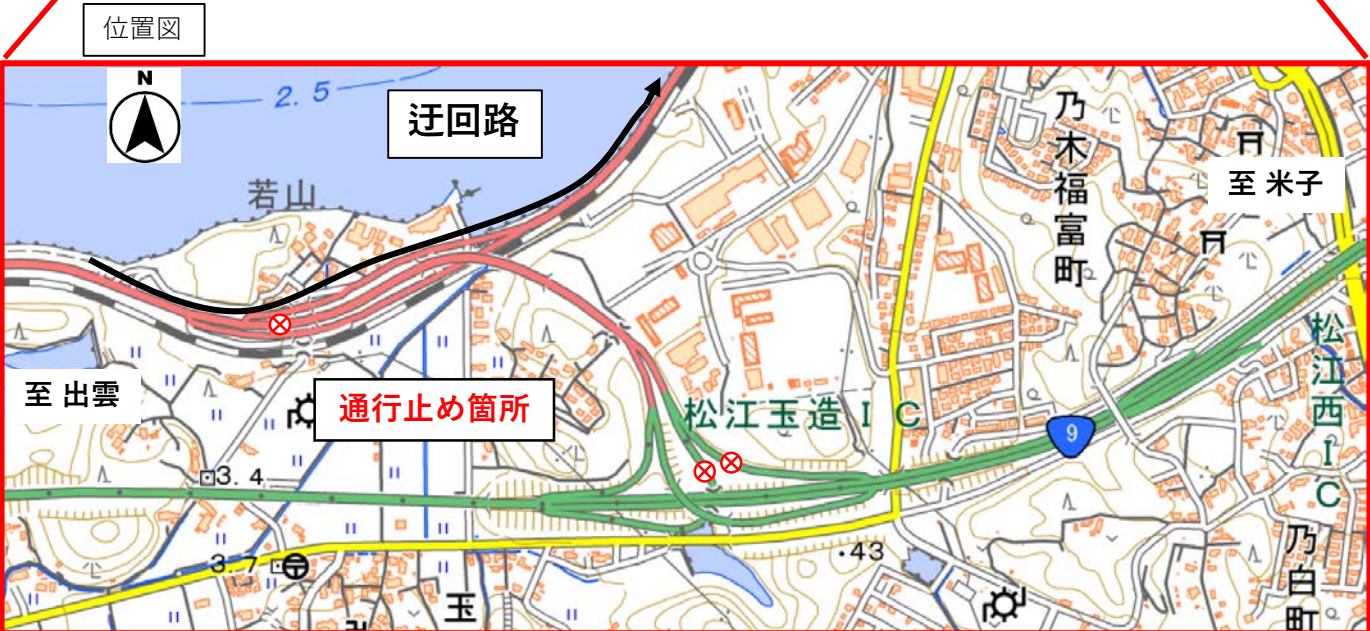 位置図
N
2.5
迂回路
若山
乃木福富町
至 米子
至 出雲
通行止め箇所
松江玉造IC
9
松江西IC
3.4
3.7
43
乃白町
玉